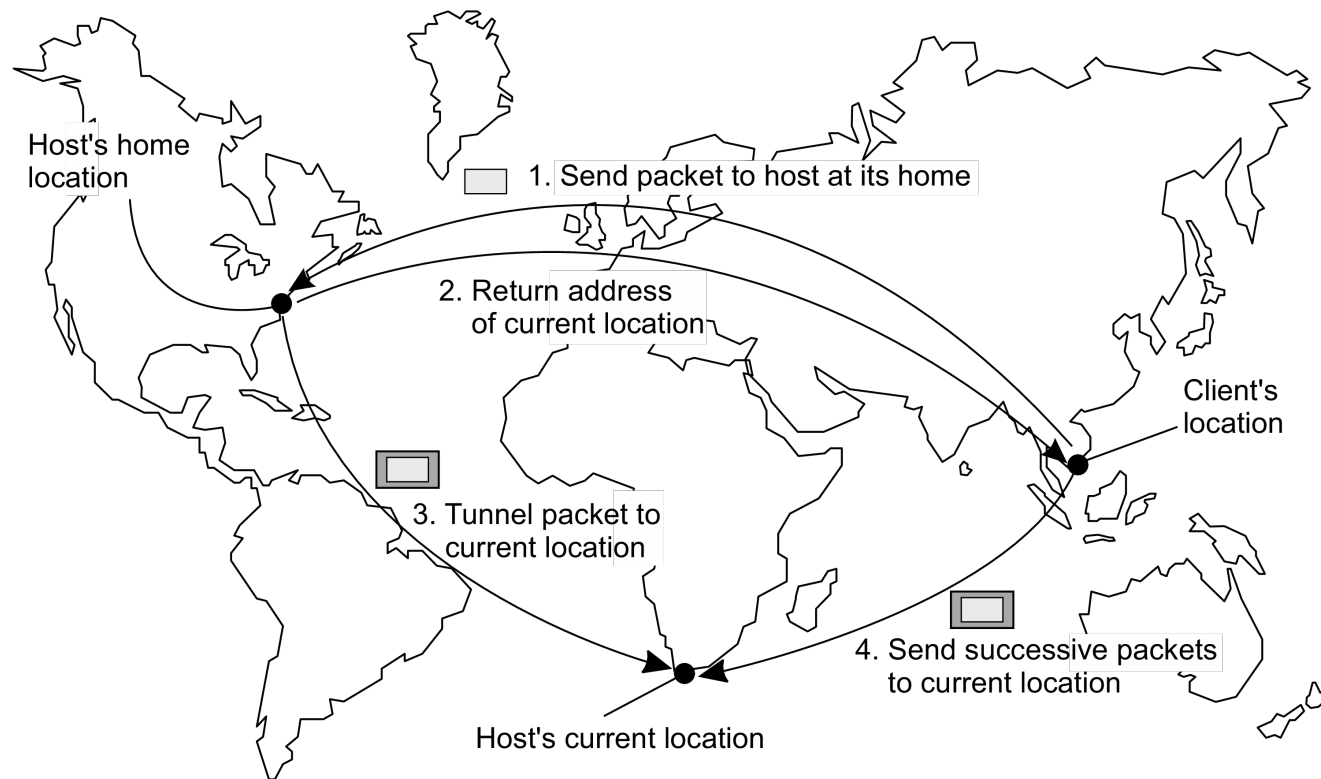 Host's home
location
1. Send packet to host at its home
2. Return address
of current location
Client's
location
3. Tunnel packet to
current location
4. Send successive packets
to current location
Host's current location